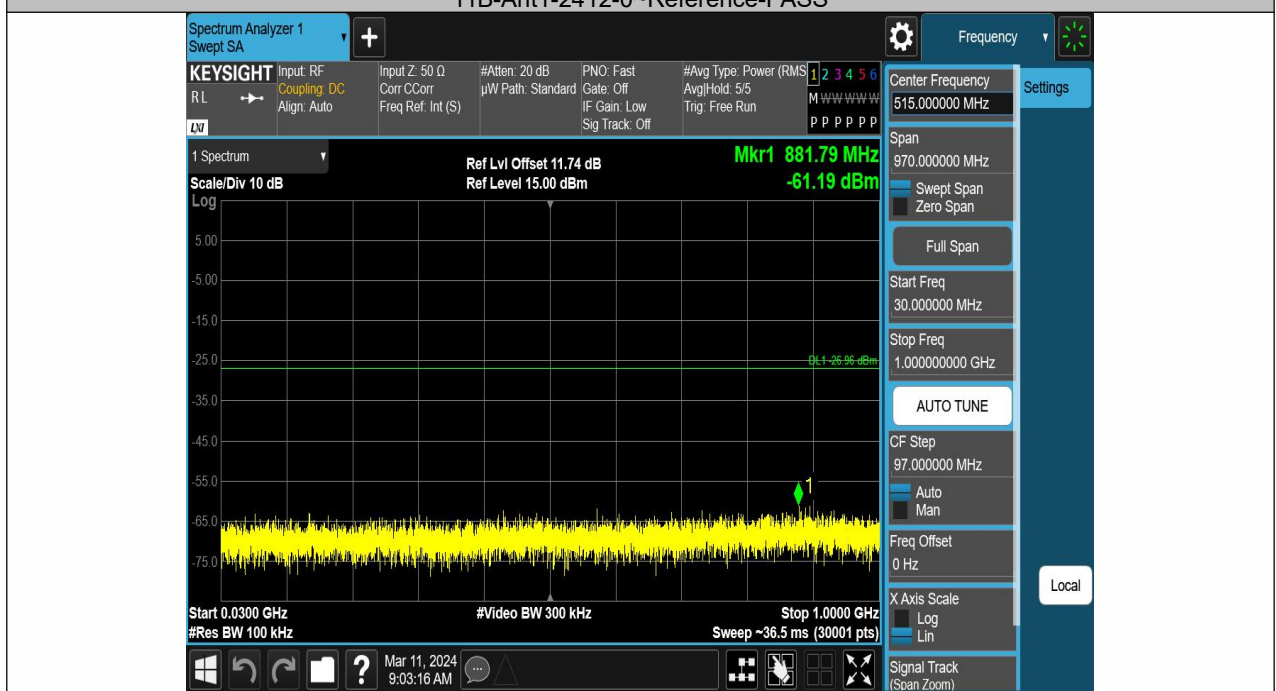 11B-Ant1-2412-0~Reference-PASS
Spectrum Analyzer 1
Swept SA
+
Frequency
KEYSIGHT
RL
LXI
Input: RF
Coupling: DC
Align: Auto
Input Z: 50 Ω
Corr CCorr
Freq Ref: Int (S)
#Atten: 20 dB
µW Path: Standard
PNO: Fast
Gate: Off
IF Gain: Low
Sig Track: Off
#Avg Type: Power (RMS
Avg|Hold: 5/5
Trig: Free Run
1 2 3 4 5 6
M W W W W W
P P P P P P
1 Spectrum
Scale/Div 10 dB
Ref Lvl Offset 11.74 dB
Ref Level 15.00 dBm
Mkr1 881.79 MHz
-61.19 dBm
Log
5.00
-5.00
-15.0
-25.0
DL1 -26.96 dBm
-35.0
-45.0
-55.0
1
-65.0
-75.0
Start 0.0300 GHz
#Video BW 300 kHz
Stop 1.0000 GHz
#Res BW 100 kHz
Sweep ~36.5 ms (30001 pts)
Center Frequency
515.000000 MHz
Settings
Span
970.000000 MHz
Swept Span
Zero Span
Full Span
Start Freq
30.000000 MHz
Stop Freq
1.000000000 GHz
AUTO TUNE
CF Step
97.000000 MHz
Auto
Man
Freq Offset
0 Hz
Local
X Axis Scale
Log
Lin
Signal Track
(Span Zoom)
?
Mar 11, 2024
9:03:16 AM